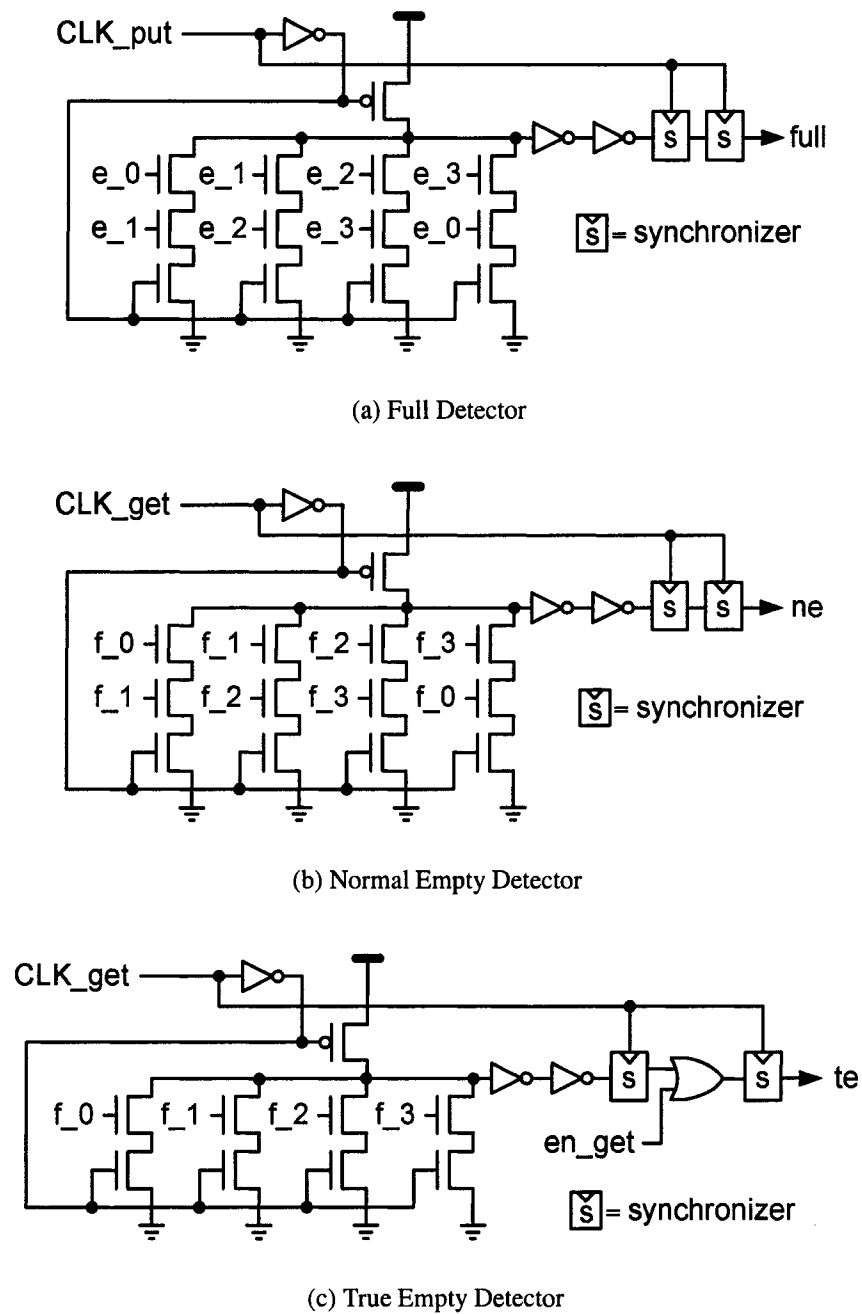 CLK_put
e_0 e_1 e_2 e_3
s s full
e_1 e_2 e_3 e_0
s = synchronizer
(a) Full Detector
CLK_get
f_0 f_1 f_2 f_3
s s ne
f_1 f_2 f_3 f_0
s = synchronizer
(b) Normal Empty Detector
CLK_get
s s te
f_0 f_1 f_2 f_3
en_get
s = synchronizer
(c) True Empty Detector